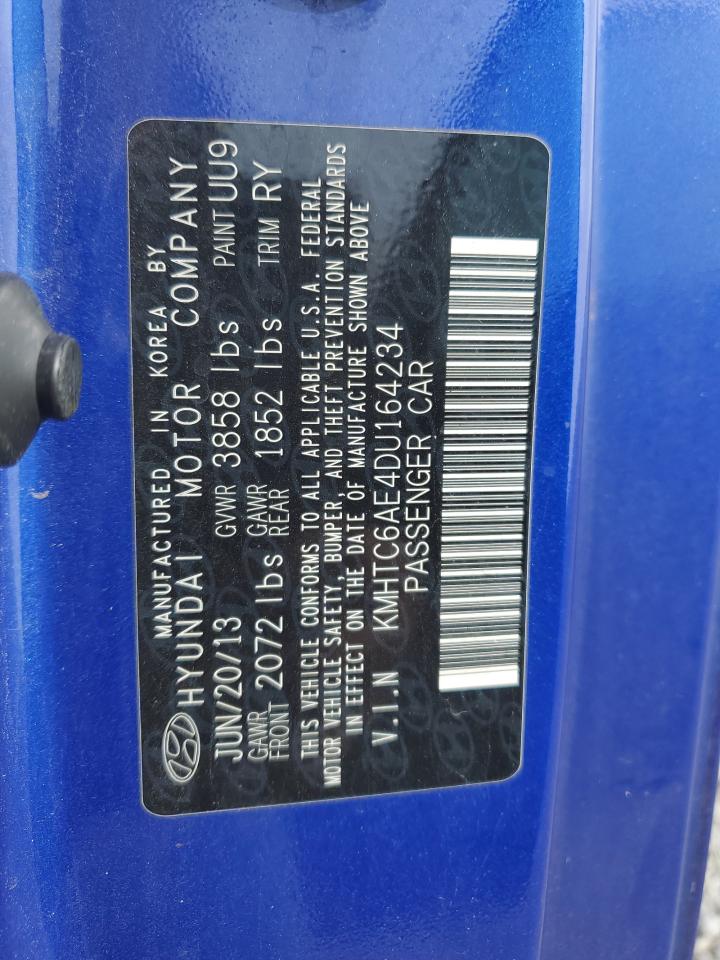 MANUFACTURED IN KOREA BY
HYUNDAI MOTOR COMPANY
JUN/20/13 GVWR 3858 lbs PAINT UU9
GAWR FRONT 2072 lbs GAWR REAR 1852 lbs TRIM RY
THIS VEHICLE CONFORMS TO ALL APPLICABLE U.S.A. FEDERAL
MOTOR VEHICLE SAFETY, BUMPER, AND THEFT PREVENTION STANDARDS
IN EFFECT ON THE DATE OF MANUFACTURE SHOWN ABOVE
V.I.N KMHTC6AE4DU164234
PASSENGER CAR